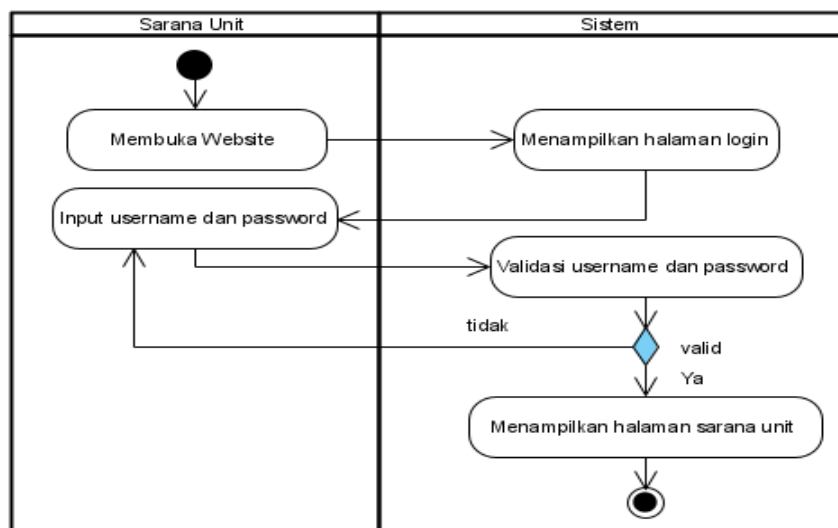 Sarana Unit
Sistem
Membuka Website
Menampilkan halaman login
Input username dan password
Validasi username dan password
tidak
valid
Ya
Menampilkan halaman sarana unit